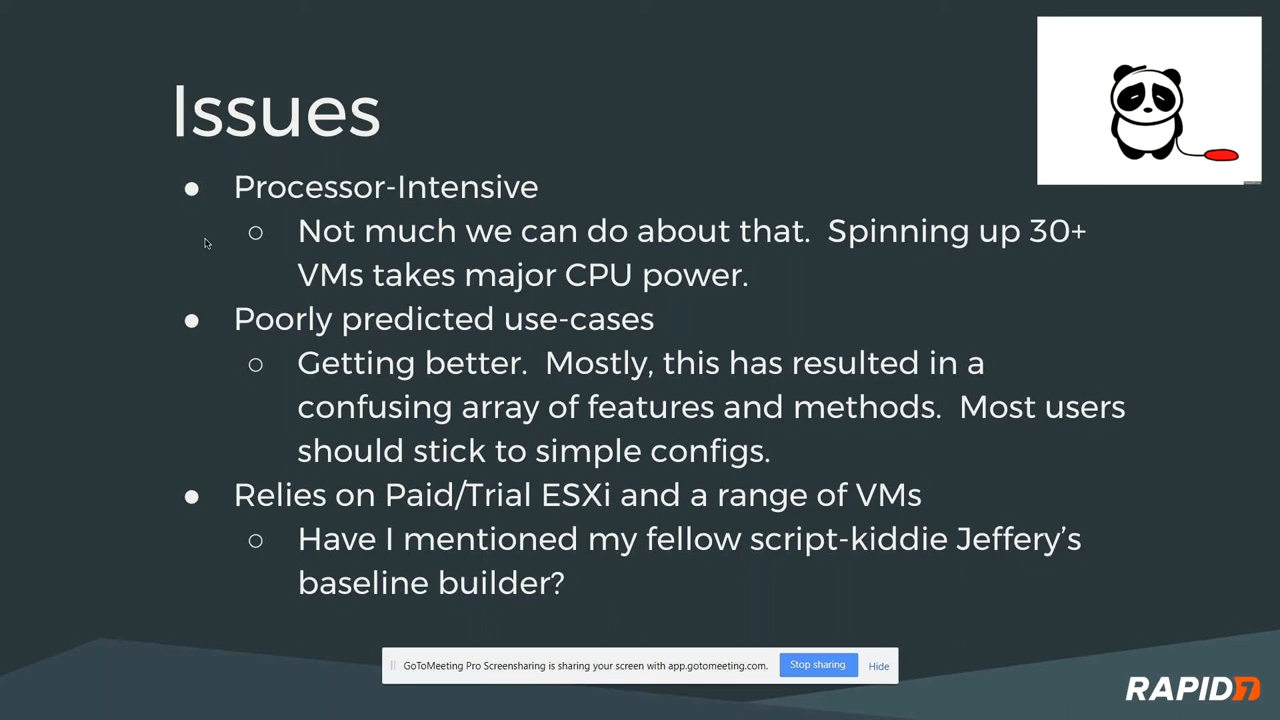 Issues
● Processor-Intensive
○ Not much we can do about that.  Spinning up 30+
VMs takes major CPU power.
● Poorly predicted use-cases
○ Getting better.  Mostly, this has resulted in a
confusing array of features and methods.  Most users
should stick to simple configs.
● Relies on Paid/Trial ESXi and a range of VMs
○ Have I mentioned my fellow script-kiddie Jeffery’s
baseline builder?
GoToMeeting Pro Screensharing is sharing your screen with app.gotomeeting.com.
Stop sharing
Hide
RAPID7